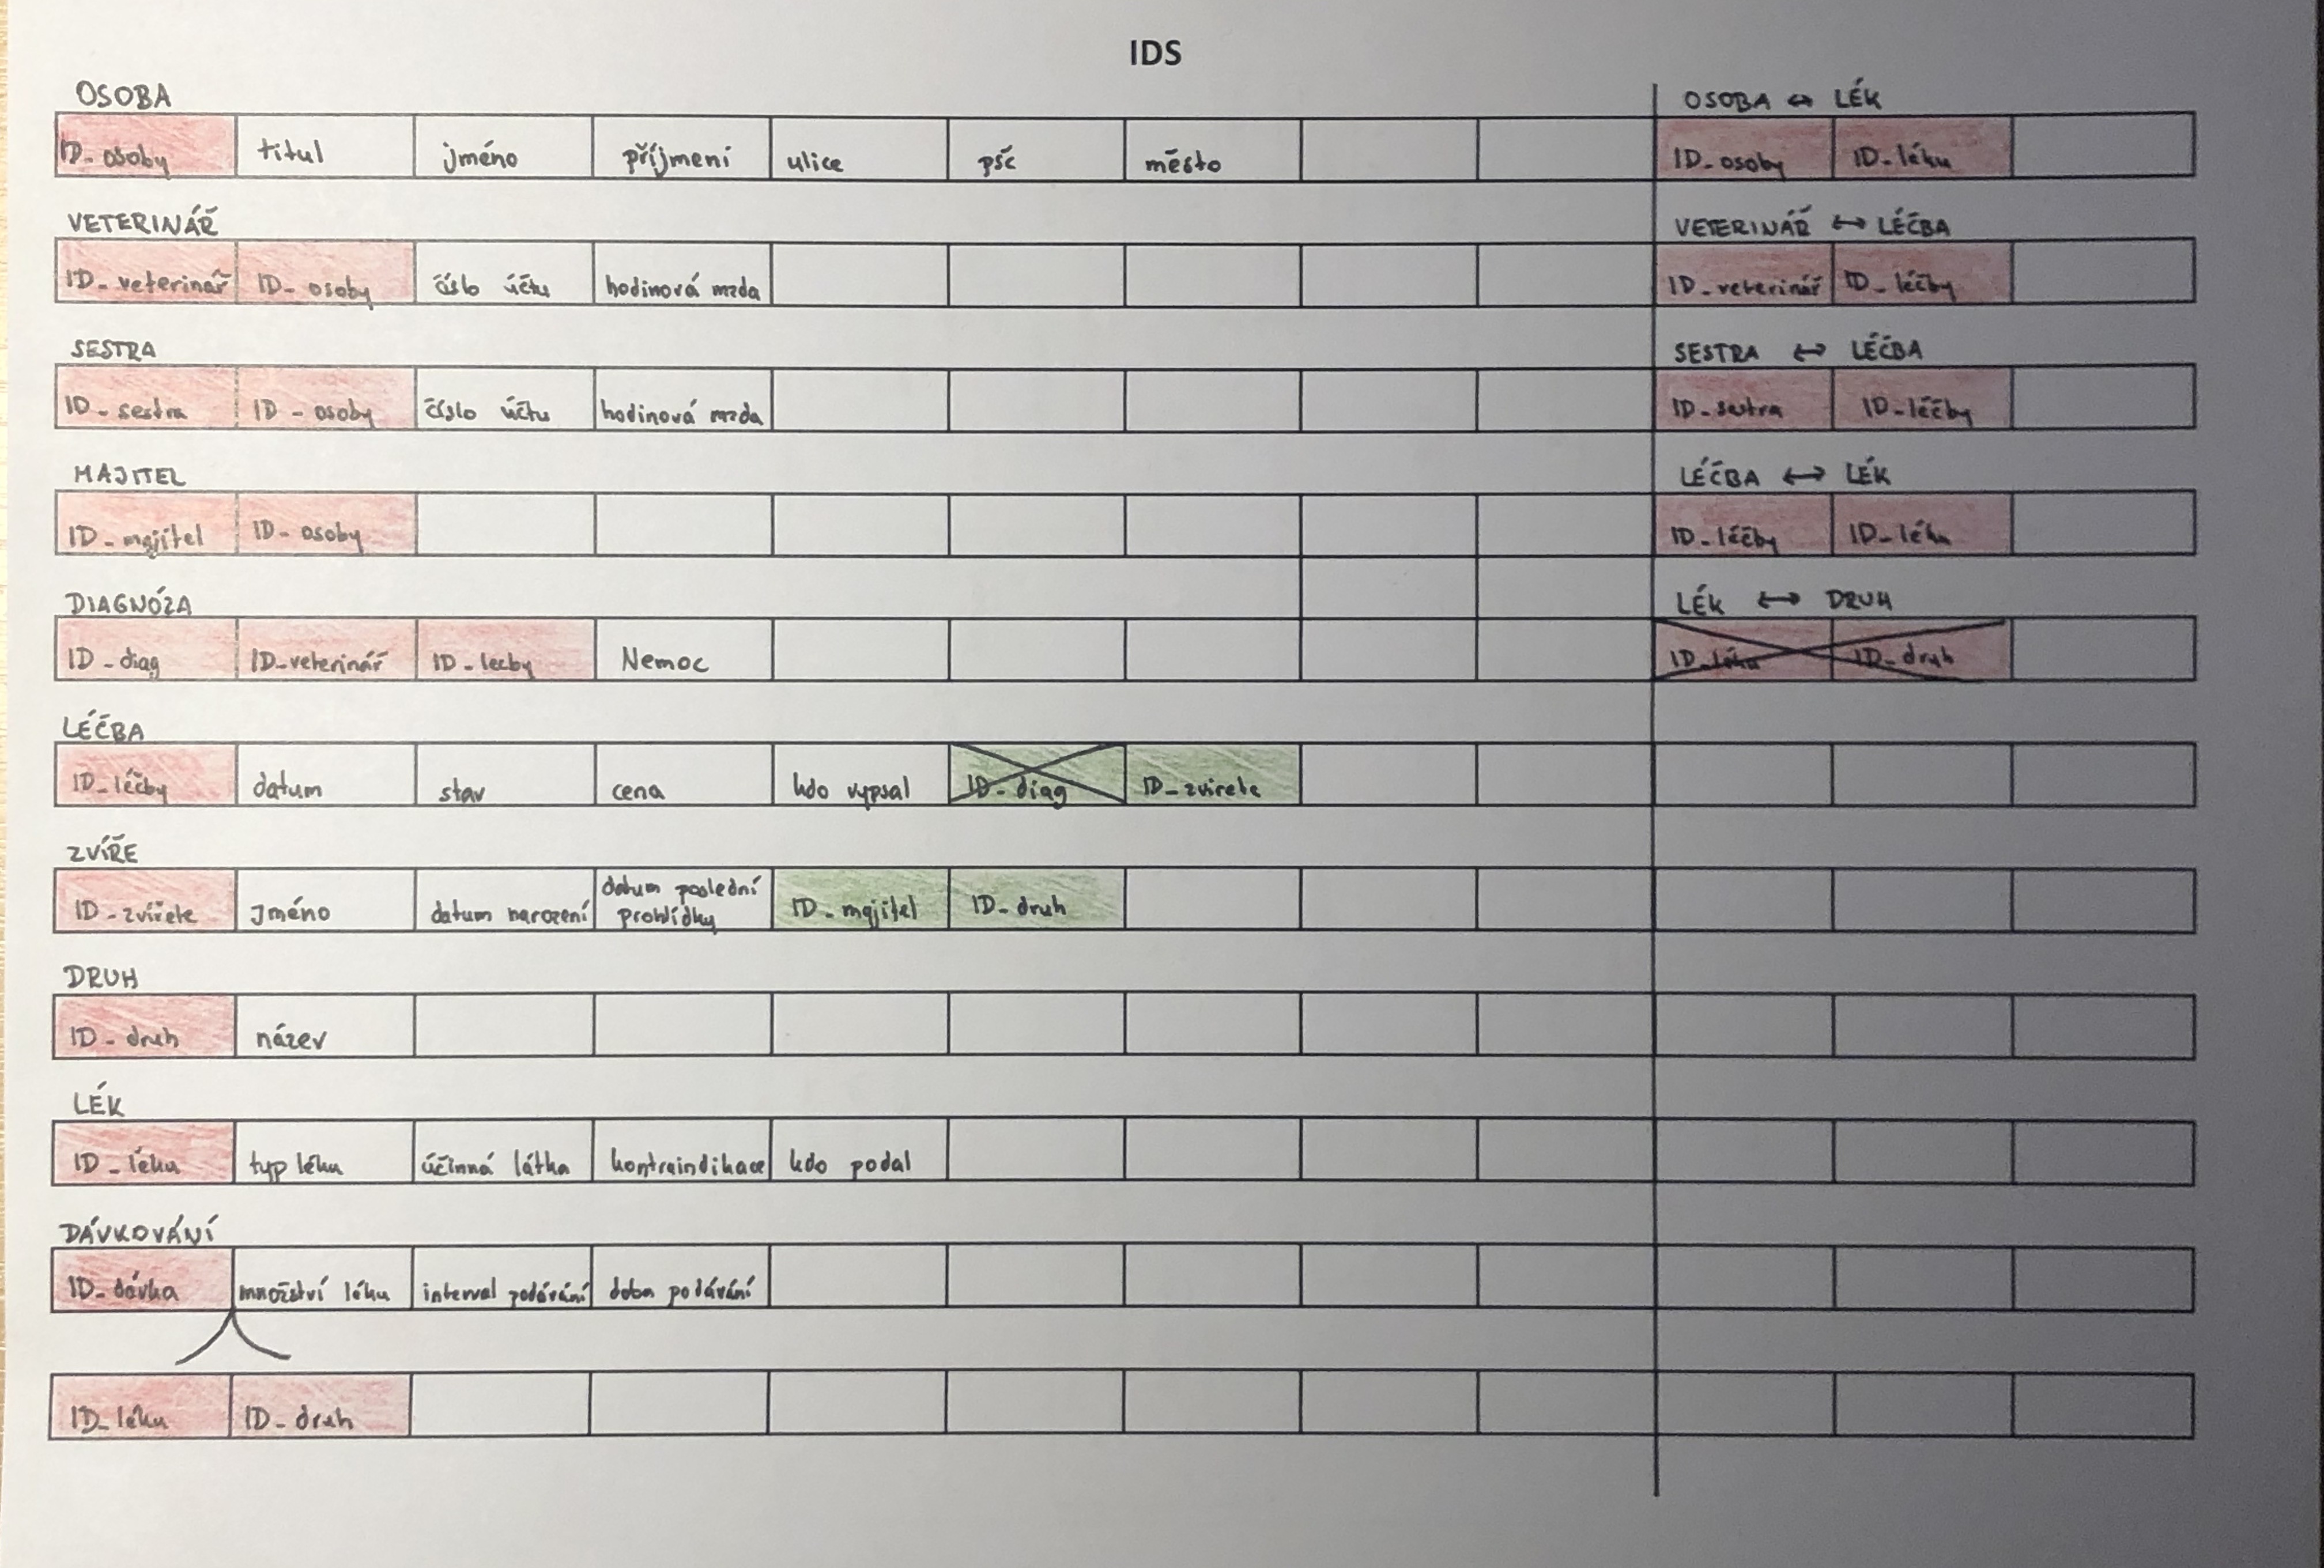 IDS
OSOBA
ID_osoby titul jméno příjmení ulice psč město
VETERINÁŘ
ID_veterinář ID_osoby číslo účtu hodinová mzda
SESTRA
ID_sestra ID_osoby číslo účtu hodinová mzda
MAJITEL
ID_majitel ID_osoby
DIAGNÓZA
ID_diag ID_veterinář ID_lecby Nemoc
LÉČBA
ID_léčby datum stav cena kdo vypsal ID_diag ID_zvirete
ZVÍŘE
ID_zvířete Jméno datum narození datum poslední prohlídky ID_majitel ID_druh
DRUH
ID_druh název
LÉK
ID_léku typ léku účinná látka kontraindikace kdo podal
DÁVKOVÁNÍ
ID_dávka množství léku interval podávání doba podávání
ID_léku ID_druh
OSOBA ↔ LÉK
ID_osoby ID_léku
VETERINÁŘ ↔ LÉČBA
ID_veterinář ID_léčby
SESTRA ↔ LÉČBA
ID_sestra ID_léčby
LÉČBA ↔ LÉK
ID_léčby ID_léku
LÉK ↔ DRUH
ID_léku ID_druh